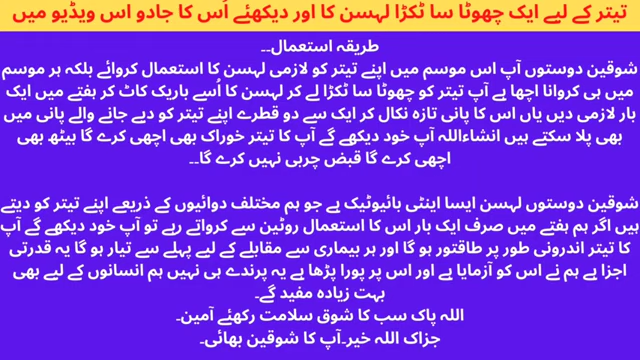 تیتر کے لیے ایک چھوٹا سا ٹکڑا لہسن کا اور دیکھئے اُس کا جادو اس ویڈیو میں
طریقہ استعمال۔۔
شوقین دوستوں آپ اس موسم میں اپنے تیتر کو لازمی لہسن کا استعمال کروائے بلکہ ہر موسم
میں ہی کروانا اچھا ہے آپ تیتر کو چھوٹا سا ٹکڑا لے کر لہسن کا اُسے باریک کاٹ کر ہفتے میں ایک
بار لازمی دیں یاں اس کا پانی تازہ نکال کر ایک سے دو قطرے اپنے تیتر کو دیے جانے والے پانی میں
بھی پلا سکتے ہیں انشاءاللہ آپ خود دیکھے گے آپ کا تیتر خوراک بھی اچھی کرے گا بیٹھ بھی
اچھی کرے گا قبض چربی نہیں کرے گا۔۔
شوقین دوستوں لہسن ایسا اینٹی بائیوٹیک ہے جو ہم مختلف دوائیوں کے ذریعے اپنے تیتر کو دیتے
ہیں اگر ہم ہفتے میں صرف ایک بار اس کا استعمال روٹین سے کرواتے رہے تو آپ خود دیکھے گے آپ
کا تیتر اندرونی طور پر طاقتور ہو گا اور ہر بیماری سے مقابلے کے لیے پہلے سے تیار ہو گا یہ قدرتی
اجزا ہے ہم نے اس کو آزمایا ہے اور اس پر پورا پڑھا ہے یہ پرندے ہی نہیں ہم انسانوں کے لیے بھی
بہت زیادہ مفید گے۔
اللہ پاک سب کا شوق سلامت رکھئے آمین۔
جزاک اللہ خیر۔آپ کا شوقین بھائی۔